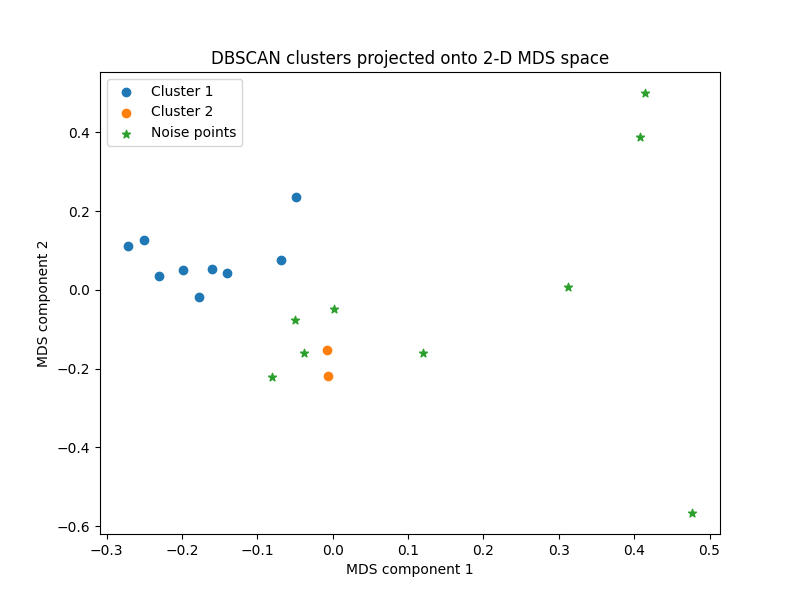 DBSCAN clusters projected onto 2-D MDS space
Cluster 1
Cluster 2
Noise points
0.4
0.2
0.0
−0.2
−0.4
−0.6
MDS component 2
−0.3
−0.2
−0.1
0.0
0.1
0.2
0.3
0.4
0.5
MDS component 1